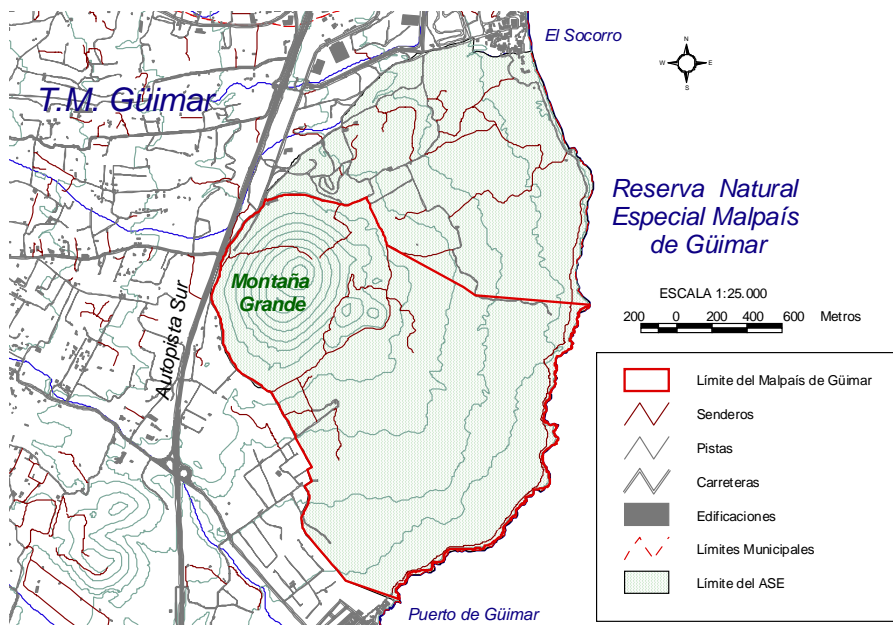 El Socorro
N
W E
S
T.M. Güimar
Reserva Natural
Especial Malpaís
de Güimar
Montaña
Grande
Autopista Sur
ESCALA 1:25.000
200 0 200 400 600 Metros
Límite del Malpaís de Güimar
Senderos
Pistas
Carreteras
Edificaciones
Límites Municipales
Límite del ASE
Puerto de Güimar